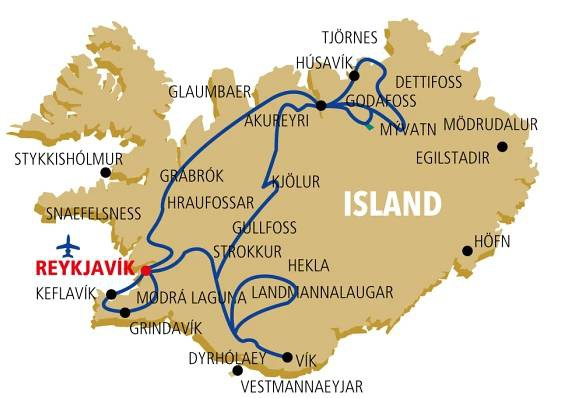 TJÖRNES
HÚSAVÍK
DETTIFOSS
GLAUMBAER
GODAFOSS
AKUREYRI
MÝVATN
MÖDRUDALUR
EGILSTADIR
STYKKISHÓLMUR
GRÁBRÓK
KJÖLUR
HRAUFOSSAR
ISLAND
SNAEFELSNESS
GULLFOSS
HÖFN
STROKKUR
REYKJAVÍK
HEKLA
KEFLAVÍK
MODRÁ LAGUNA
LANDMANNALAUGAR
GRINDAVÍK
DYRHÓLAEY
VÍK
VESTMANNAEYJAR